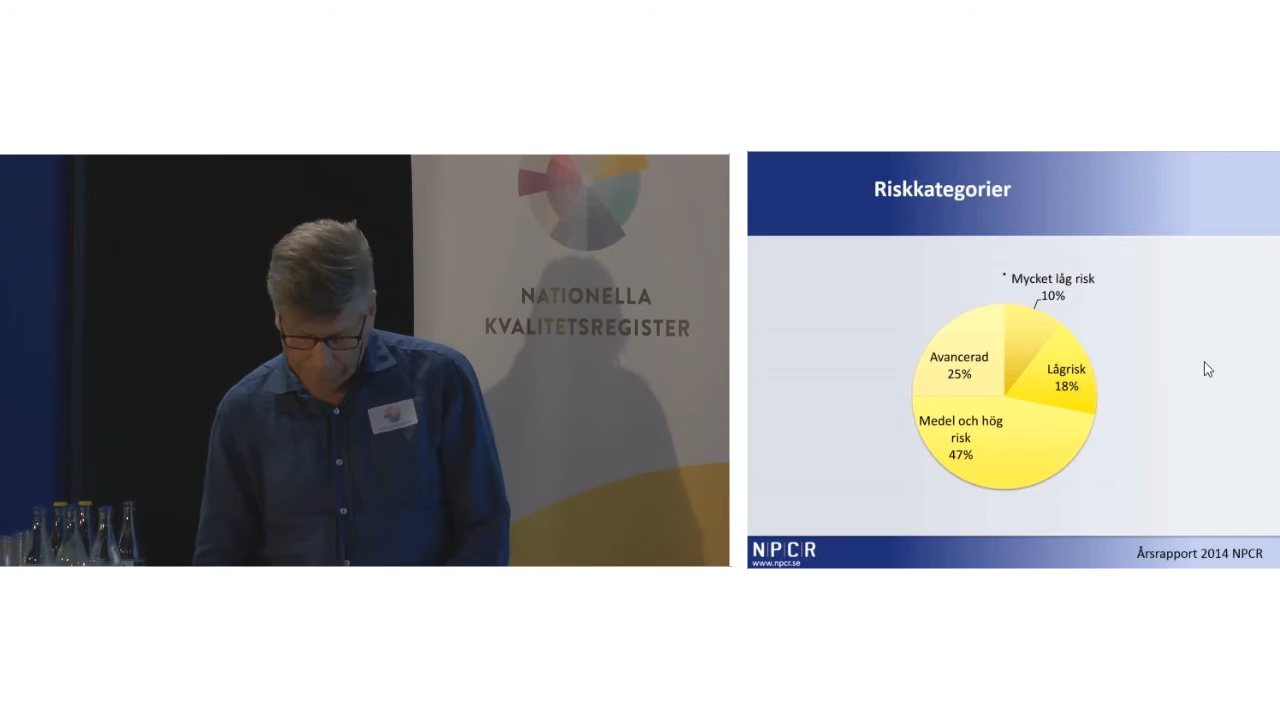 NATIONELLA
KVALITETSREGISTER
Riskkategorier
Mycket låg risk
10%
Avancerad
25%
Lågrisk
18%
Medel och hög
risk
47%
NPCR
www.npcr.se
Årsrapport 2014 NPCR